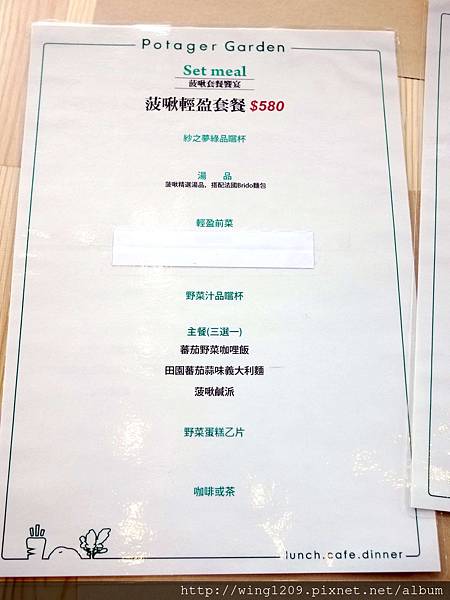 Potager Garden
Set meal
菠啾套餐饗宴
菠啾輕盈套餐 $580
紗之夢綠品嚐杯
湯 品
菠啾精選湯品、搭配法國Brido麵包
輕盈前菜
野菜汁品嚐杯
主餐(三選一)
蕃茄野菜咖哩飯
田園蕃茄蒜味義大利麵
菠啾鹹派
野菜蛋糕乙片
咖啡或茶
lunch.cafe.dinner
http://wing1209.pixnet.net/album